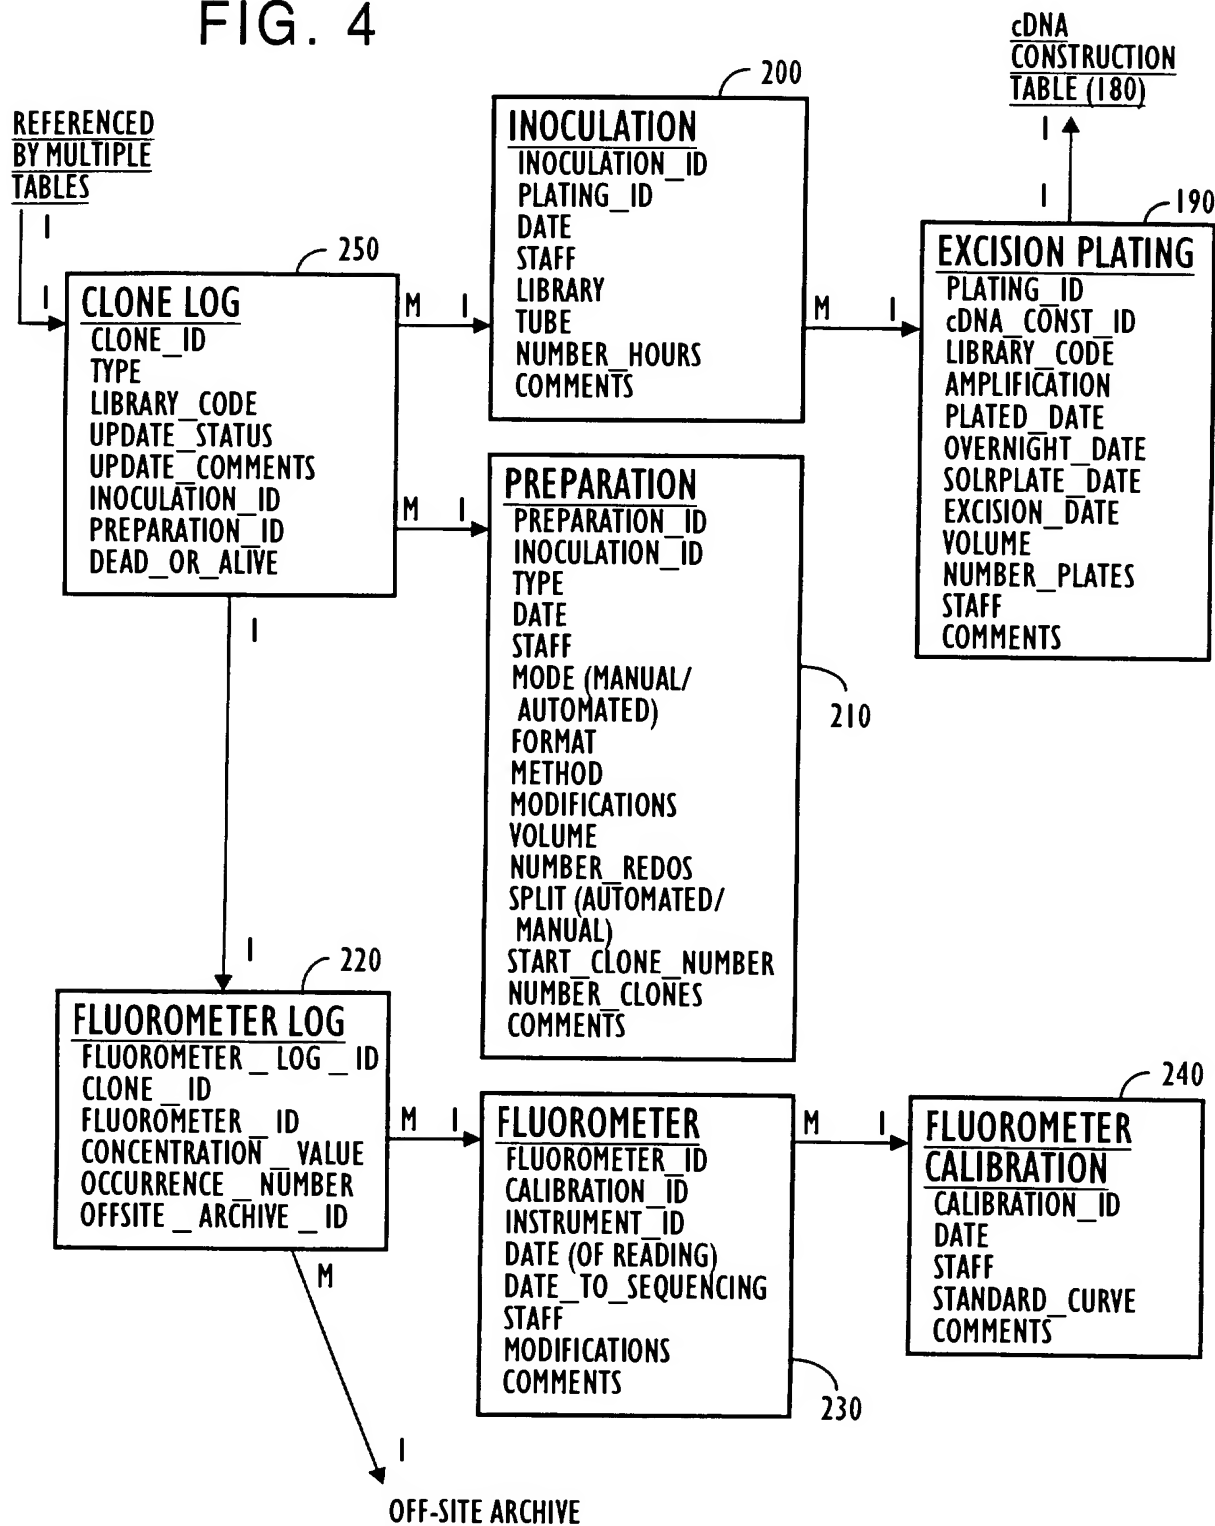 FIG. 4
REFERENCED
BY MULTIPLE
TABLES
1
1
250
CLONE LOG
CLONE_ID
TYPE
LIBRARY_CODE
UPDATE_STATUS
UPDATE_COMMENTS
INOCULATION_ID
PREPARATION_ID
DEAD_OR_ALIVE
M 1
M 1
1
1
200
INOCULATION
INOCULATION_ID
PLATING_ID
DATE
STAFF
LIBRARY
TUBE
NUMBER_HOURS
COMMENTS
M 1
cDNA
CONSTRUCTION
TABLE (180)
1
1
190
EXCISION PLATING
PLATING_ID
cDNA_CONST_ID
LIBRARY_CODE
AMPLIFICATION
PLATED_DATE
OVERNIGHT_DATE
SOLRPLATE_DATE
EXCISION_DATE
VOLUME
NUMBER_PLATES
STAFF
COMMENTS
PREPARATION
PREPARATION_ID
INOCULATION_ID
TYPE
DATE
STAFF
MODE (MANUAL/
AUTOMATED)
FORMAT
METHOD
MODIFICATIONS
VOLUME
NUMBER_REDOS
SPLIT (AUTOMATED/
MANUAL)
START_CLONE_NUMBER
NUMBER_CLONES
COMMENTS
210
220
FLUOROMETER LOG
FLUOROMETER_LOG_ID
CLONE_ID
FLUOROMETER_ID
CONCENTRATION_VALUE
OCCURRENCE_NUMBER
OFFSITE_ARCHIVE_ID
M 1
M
1
OFF-SITE ARCHIVE
FLUOROMETER
FLUOROMETER_ID
CALIBRATION_ID
INSTRUMENT_ID
DATE (OF READING)
DATE_TO_SEQUENCING
STAFF
MODIFICATIONS
COMMENTS
230
M 1
240
FLUOROMETER
CALIBRATION
CALIBRATION_ID
DATE
STAFF
STANDARD_CURVE
COMMENTS